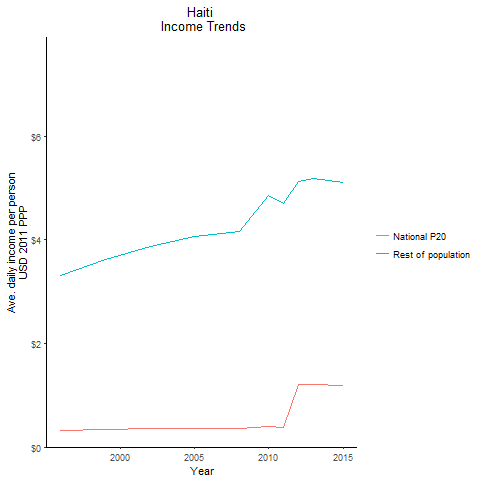 Haiti
Income Trends
Ave. daily income per person
USD 2011 PPP
$6
$4
$2
$0
2000
2005
2010
2015
Year
National P20
Rest of population